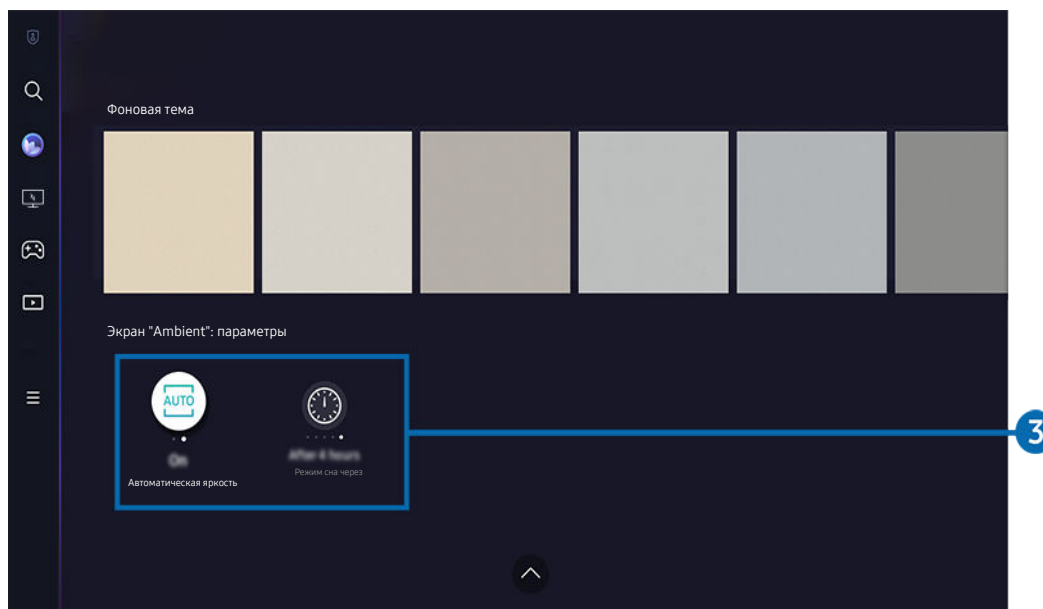 Фоновая тема
Экран "Ambient": параметры
AUTO
On
After 4 hours
Автоматическая яркость
Режим сна через
3